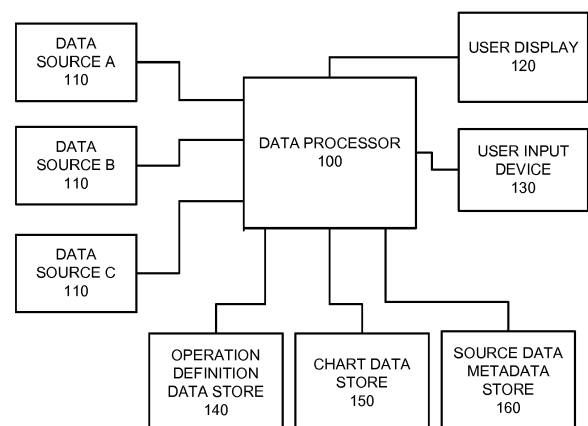 DATA
SOURCE A
110
DATA
SOURCE B
110
DATA
SOURCE C
110
DATA PROCESSOR
100
USER DISPLAY
120
USER INPUT
DEVICE
130
OPERATION
DEFINITION
DATA STORE
140
CHART DATA
STORE
150
SOURCE DATA
METADATA
STORE
160